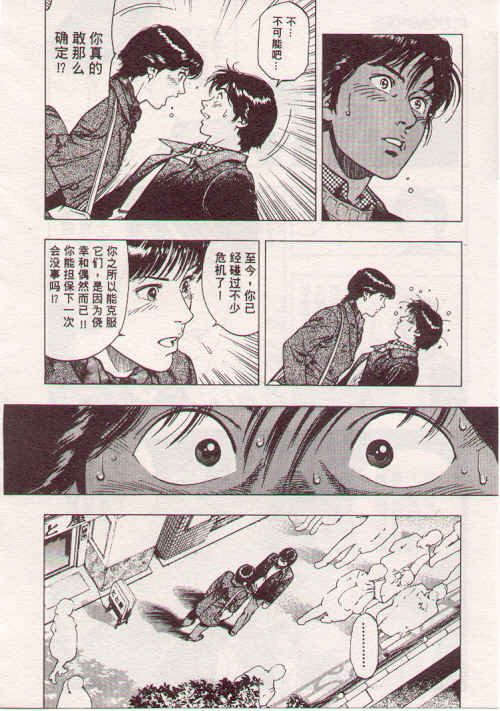 不⋯
不可能吧⋯
你真的
敢那么
确定!?
至今，你已
经碰过不少
危机了!
你之所以能克服
它们，是因为侥
幸和偶然而已!!
你能担保下一次
会没事吗!?
⋯⋯⋯